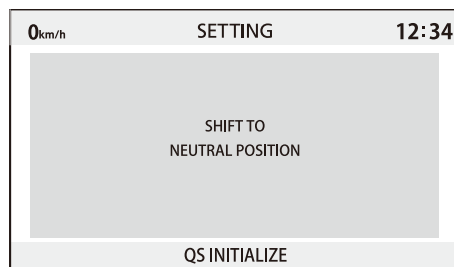 0km/h SETTING 12:34
SHIFT TO
NEUTRAL POSITION
QS INITIALIZE